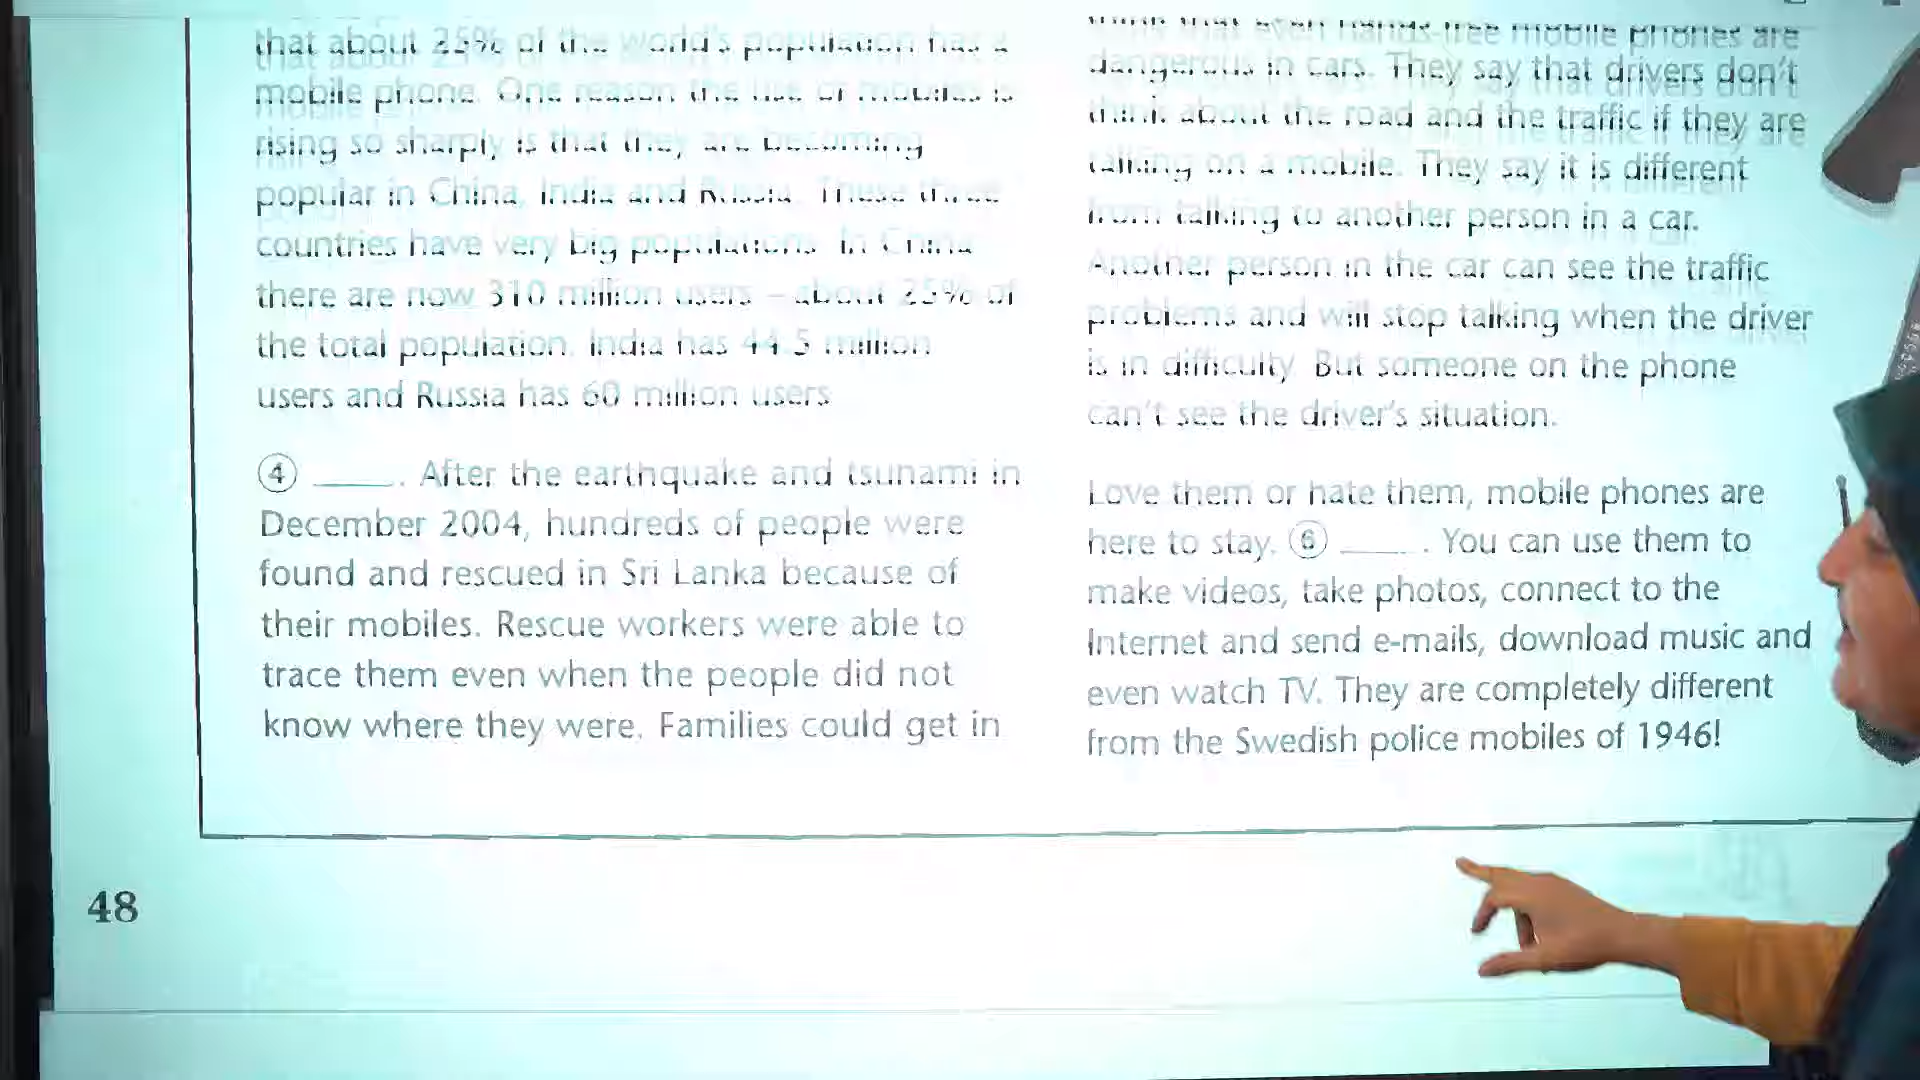 that about 25% of the world's population has a
mobile phone. One reason the use of mobiles is
rising so sharply is that they are becoming
popular in China, India and Russia. These three
countries have very big populations. In China
there are now 310 million users – about 25% of
the total population. India has 44.5 million
users and Russia has 60 million users
4 ____. After the earthquake and tsunami in
December 2004, hundreds of people were
found and rescued in Sri Lanka because of
their mobiles. Rescue workers were able to
trace them even when the people did not
know where they were. Families could get in
48
think that even hands-free mobile phones are
dangerous in cars. They say that drivers don't
think about the road and the traffic if they are
talking on a mobile. They say it is different
from talking to another person in a car.
Another person in the car can see the traffic
problems and will stop talking when the driver
is in difficulty. But someone on the phone
can't see the driver's situation.
Love them or hate them, mobile phones are
here to stay. 6 ____. You can use them to
make videos, take photos, connect to the
Internet and send e-mails, download music and
even watch TV. They are completely different
from the Swedish police mobiles of 1946!